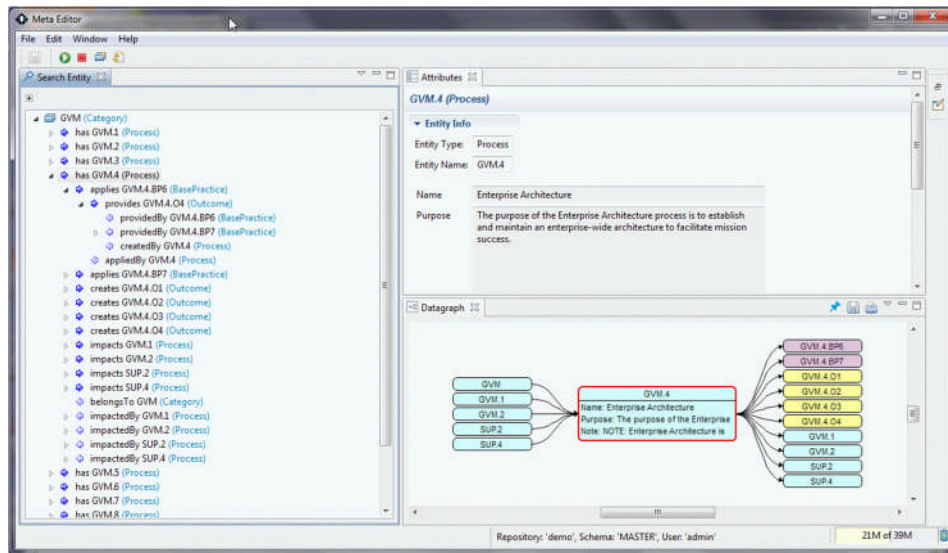 Meta Editor
File Edit Window Help
Search Entity
GVM (Category)
has GVM.1 (Process)
has GVM.2 (Process)
has GVM.3 (Process)
has GVM.4 (Process)
applies GVM.4.BP6 (BasePractice)
provides GVM.4.O4 (Outcome)
providedBy GVM.4.BP6 (BasePractice)
providedBy GVM.4.BP7 (BasePractice)
createdBy GVM.4 (Process)
appliedBy GVM.4 (Process)
applies GVM.4.BP7 (BasePractice)
creates GVM.4.O1 (Outcome)
creates GVM.4.O2 (Outcome)
creates GVM.4.O3 (Outcome)
creates GVM.4.O4 (Outcome)
impacts GVM.1 (Process)
impacts GVM.2 (Process)
impacts SUP.2 (Process)
impacts SUP.4 (Process)
belongsTo GVM (Category)
impactedBy GVM.1 (Process)
impactedBy GVM.2 (Process)
impactedBy SUP.2 (Process)
impactedBy SUP.4 (Process)
has GVM.5 (Process)
has GVM.6 (Process)
has GVM.7 (Process)
has GVM.8 (Process)
Attributes
GVM.4 (Process)
Entity Info
Entity Type: Process
Entity Name: GVM.4
Name Enterprise Architecture
Purpose The purpose of the Enterprise Architecture process is to establish
and maintain an enterprise-wide architecture to facilitate mission
success.
Datagraph
GVM
GVM.1
GVM.2
SUP.2
SUP.4
GVM.4
Name: Enterprise Architecture
Purpose: The purpose of the Enterprise
Note: NOTE: Enterprise Architecture is
GVM.4.BP6
GVM.4.BP7
GVM.4.O1
GVM.4.O2
GVM.4.O3
GVM.4.O4
GVM.1
GVM.2
SUP.2
SUP.4
Repository: 'demo', Schema: 'MASTER', User: 'admin'
21M of 39M